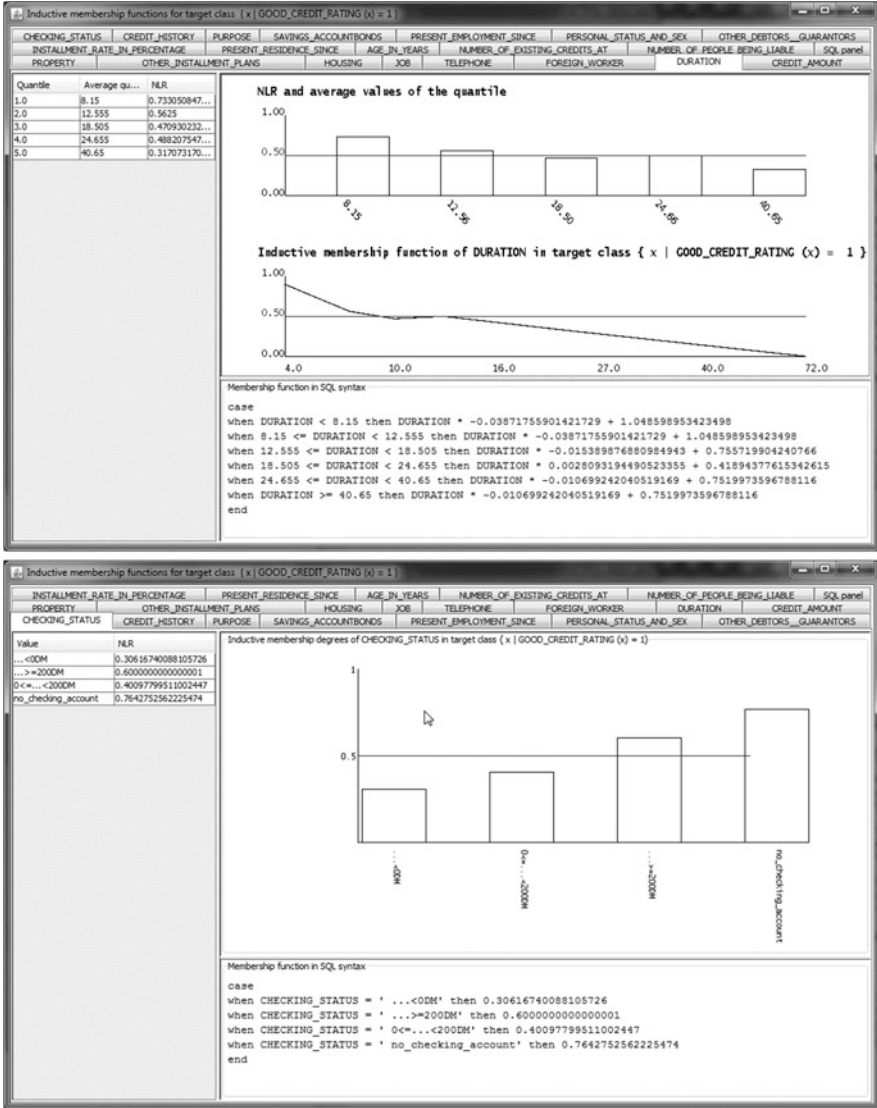 Inductive membership functions for target class { x | GOOD_CREDIT_RATING (x) = 1 }
CHECKING_STATUS CREDIT_HISTORY PURPOSE SAVINGS_ACCOUNTBONDS PRESENT_EMPLOYMENT_SINCE PERSONAL_STATUS_AND_SEX OTHER_DEBTORS__GUARANTORS
INSTALLMENT_RATE_IN_PERCENTAGE PRESENT_RESIDENCE_SINCE AGE_IN_YEARS NUMBER_OF_EXISTING_CREDITS_AT NUMBER_OF_PEOPLE_BEING_LIABLE SQL panel
PROPERTY OTHER_INSTALLMENT_PLANS HOUSING JOB TELEPHONE FOREIGN_WORKER DURATION CREDIT_AMOUNT
Quantile Average qu... NLR
1.0 8.15 0.733050847...
2.0 12.555 0.5625
3.0 18.505 0.470930232...
4.0 24.655 0.488207547...
5.0 40.65 0.317073170...
NLR and average values of the quantile
1.00
0.50
0.00
8.15 12.56 18.50 24.66 40.65
Inductive membership function of DURATION in target class { x | GOOD_CREDIT_RATING (x) = 1 }
1.00
0.50
0.00
4.0 10.0 16.0 27.0 40.0 72.0
Membership function in SQL syntax
case
when DURATION < 8.15 then DURATION * -0.03871755901421729 + 1.048598953423498
when 8.15 <= DURATION < 12.555 then DURATION * -0.03871755901421729 + 1.048598953423498
when 12.555 <= DURATION < 18.505 then DURATION * -0.015389876880984943 + 0.755719904240766
when 18.505 <= DURATION < 24.655 then DURATION * 0.0028093194490523355 + 0.41894377615342615
when 24.655 <= DURATION < 40.65 then DURATION * -0.010699242040519169 + 0.7519973596788116
when DURATION >= 40.65 then DURATION * -0.010699242040519169 + 0.7519973596788116
end
Inductive membership functions for target class { x | GOOD_CREDIT_RATING (x) = 1 }
INSTALLMENT_RATE_IN_PERCENTAGE PRESENT_RESIDENCE_SINCE AGE_IN_YEARS NUMBER_OF_EXISTING_CREDITS_AT NUMBER_OF_PEOPLE_BEING_LIABLE SQL panel
PROPERTY OTHER_INSTALLMENT_PLANS HOUSING JOB TELEPHONE FOREIGN_WORKER DURATION CREDIT_AMOUNT
CHECKING_STATUS CREDIT_HISTORY PURPOSE SAVINGS_ACCOUNTBONDS PRESENT_EMPLOYMENT_SINCE PERSONAL_STATUS_AND_SEX OTHER_DEBTORS__GUARANTORS
Value NLR
...<0DM 0.30616740088105726
...>=200DM 0.6000000000000001
0<=...<200DM 0.40097799511002447
no_checking_account 0.7642752562225474
Inductive membership degrees of CHECKING_STATUS in target class { x | GOOD_CREDIT_RATING (x) = 1}
1
0.5
...<0DM 0<=...<200DM ...>=200DM no_checking_account
Membership function in SQL syntax
case
when CHECKING_STATUS = ' ...<0DM' then 0.30616740088105726
when CHECKING_STATUS = ' ...>=200DM' then 0.6000000000000001
when CHECKING_STATUS = ' 0<=...<200DM' then 0.40097799511002447
when CHECKING_STATUS = ' no_checking_account' then 0.7642752562225474
end